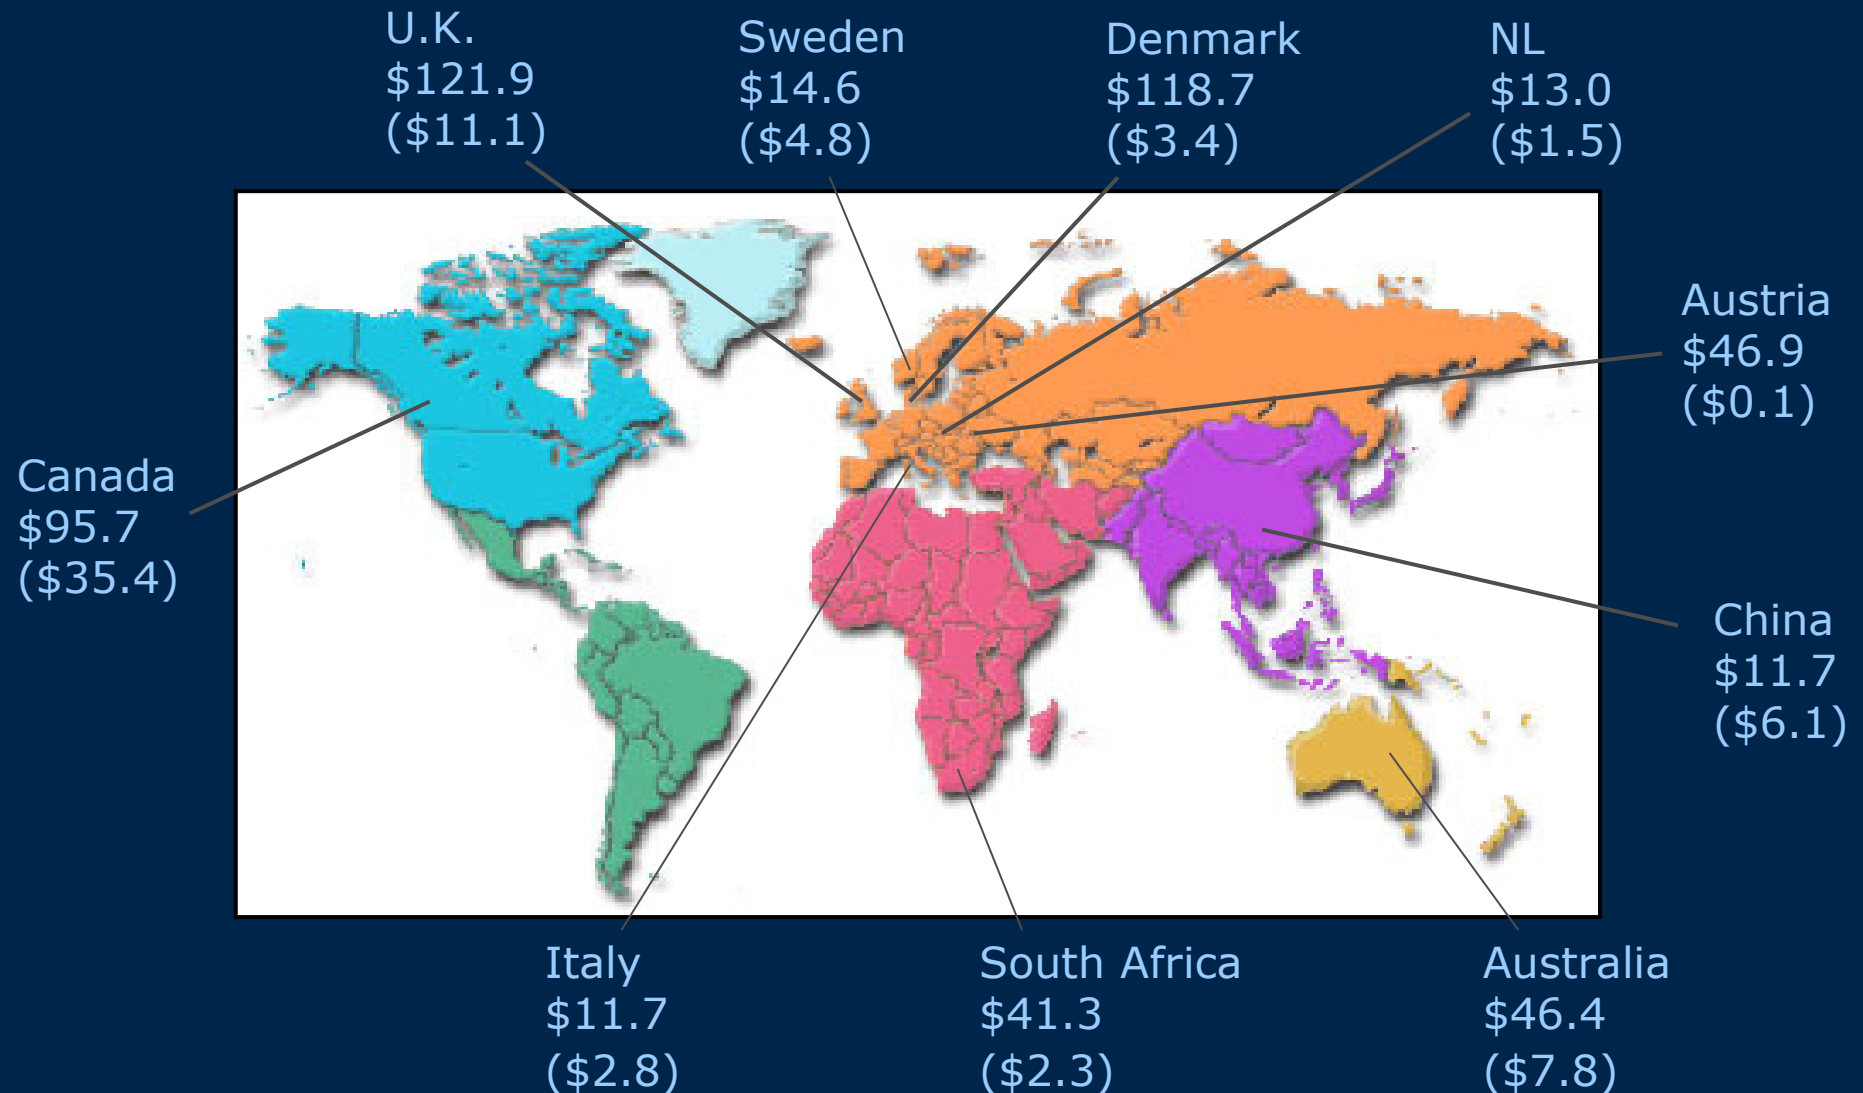 U.K.
$121.9
($11.1)
Sweden
$14.6
($4.8)
Denmark
$118.7
($3.4)
NL
$13.0
($1.5)
Austria
$46.9
($0.1)
Canada
$95.7
($35.4)
China
$11.7
($6.1)
Italy
$11.7
($2.8)
South Africa
$41.3
($2.3)
Australia
$46.4
($7.8)